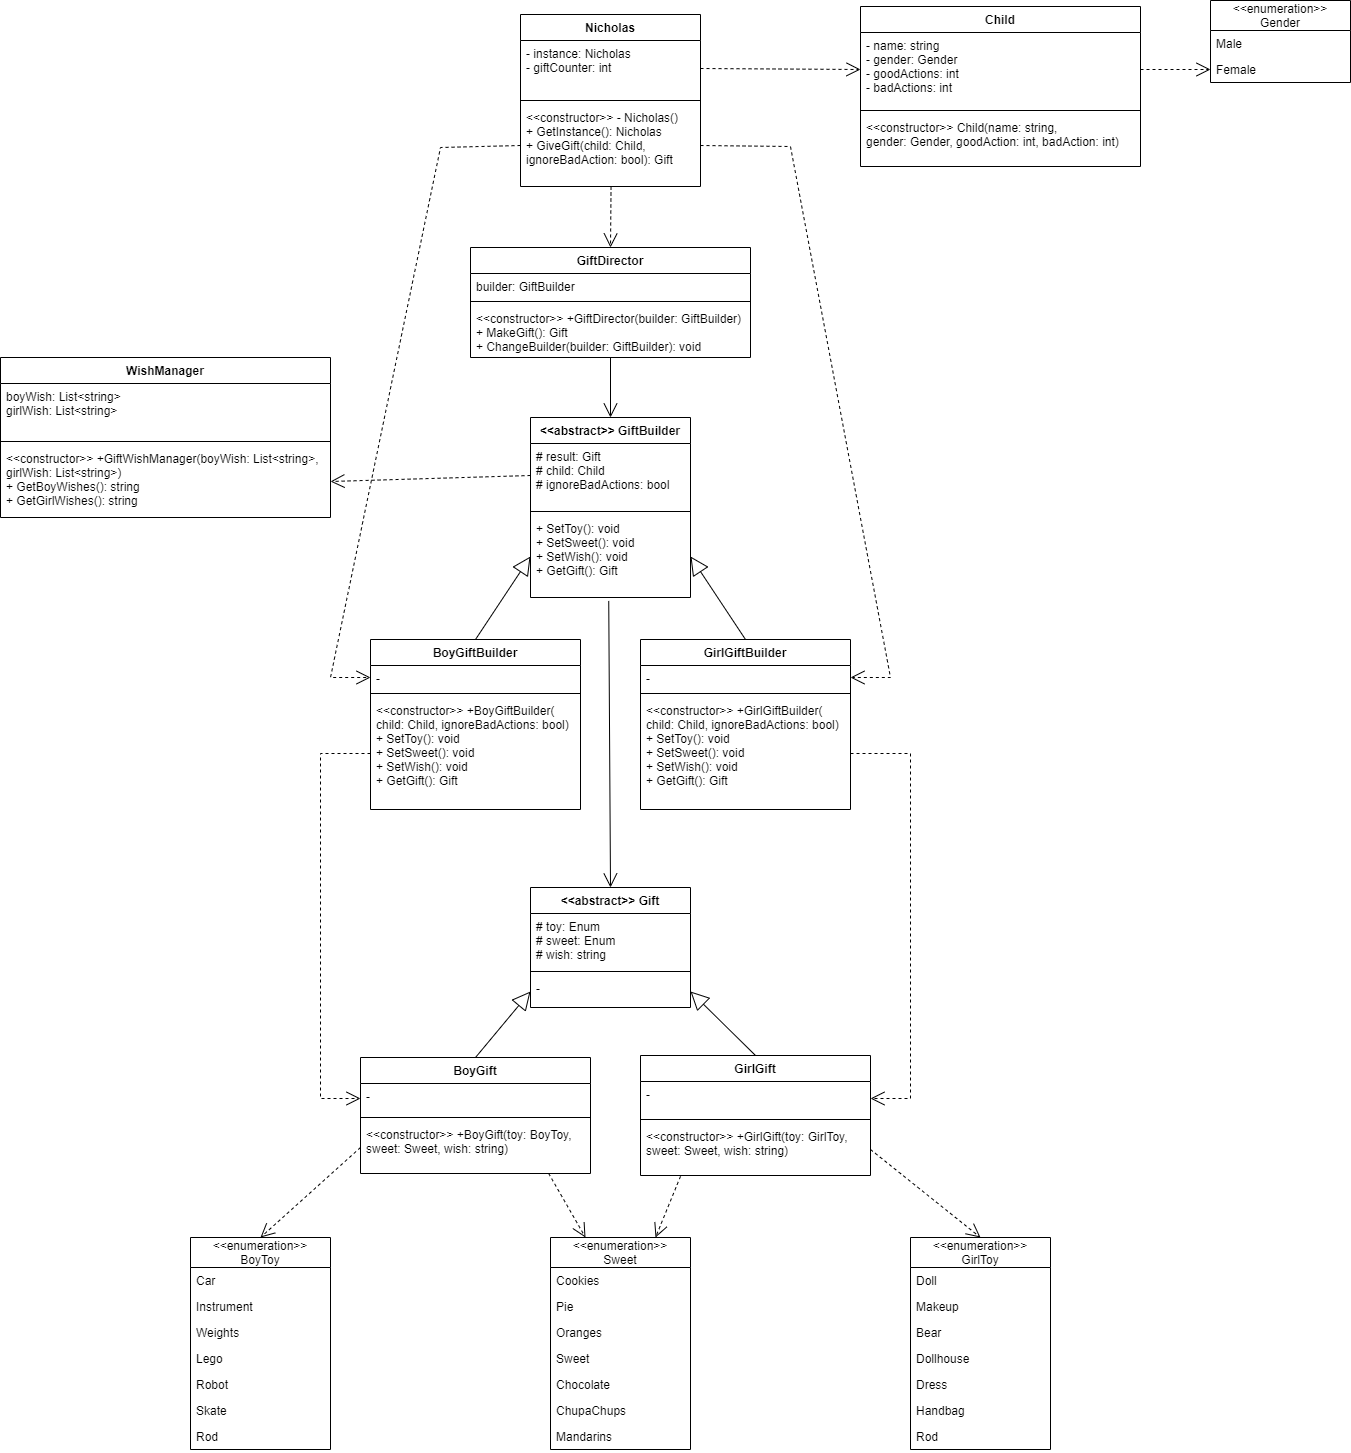 Nicholas
- instance: Nicholas
- giftCounter: int
<<constructor>> - Nicholas()
+ GetInstance(): Nicholas
+ GiveGift(child: Child,
ignoreBadAction: bool): Gift
Child
- name: string
- gender: Gender
- goodActions: int
- badActions: int
<<constructor>> Child(name: string,
gender: Gender, goodAction: int, badAction: int)
<<enumeration>>
Gender
Male
Female
GiftDirector
builder: GiftBuilder
<<constructor>> +GiftDirector(builder: GiftBuilder)
+ MakeGift(): Gift
+ ChangeBuilder(builder: GiftBuilder): void
WishManager
boyWish: List<string>
girlWish: List<string>
<<constructor>> +GiftWishManager(boyWish: List<string>,
girlWish: List<string>)
+ GetBoyWishes(): string
+ GetGirlWishes(): string
<<abstract>> GiftBuilder
# result: Gift
# child: Child
# ignoreBadActions: bool
+ SetToy(): void
+ SetSweet(): void
+ SetWish(): void
+ GetGift(): Gift
BoyGiftBuilder
-
<<constructor>> +BoyGiftBuilder(
child: Child, ignoreBadActions: bool)
+ SetToy(): void
+ SetSweet(): void
+ SetWish(): void
+ GetGift(): Gift
GirlGiftBuilder
-
<<constructor>> +GirlGiftBuilder(
child: Child, ignoreBadActions: bool)
+ SetToy(): void
+ SetSweet(): void
+ SetWish(): void
+ GetGift(): Gift
<<abstract>> Gift
# toy: Enum
# sweet: Enum
# wish: string
-
BoyGift
-
<<constructor>> +BoyGift(toy: BoyToy,
sweet: Sweet, wish: string)
GirlGift
-
<<constructor>> +GirlGift(toy: GirlToy,
sweet: Sweet, wish: string)
<<enumeration>>
BoyToy
Car
Instrument
Weights
Lego
Robot
Skate
Rod
<<enumeration>>
Sweet
Cookies
Pie
Oranges
Sweet
Chocolate
ChupaChups
Mandarins
<<enumeration>>
GirlToy
Doll
Makeup
Bear
Dollhouse
Dress
Handbag
Rod